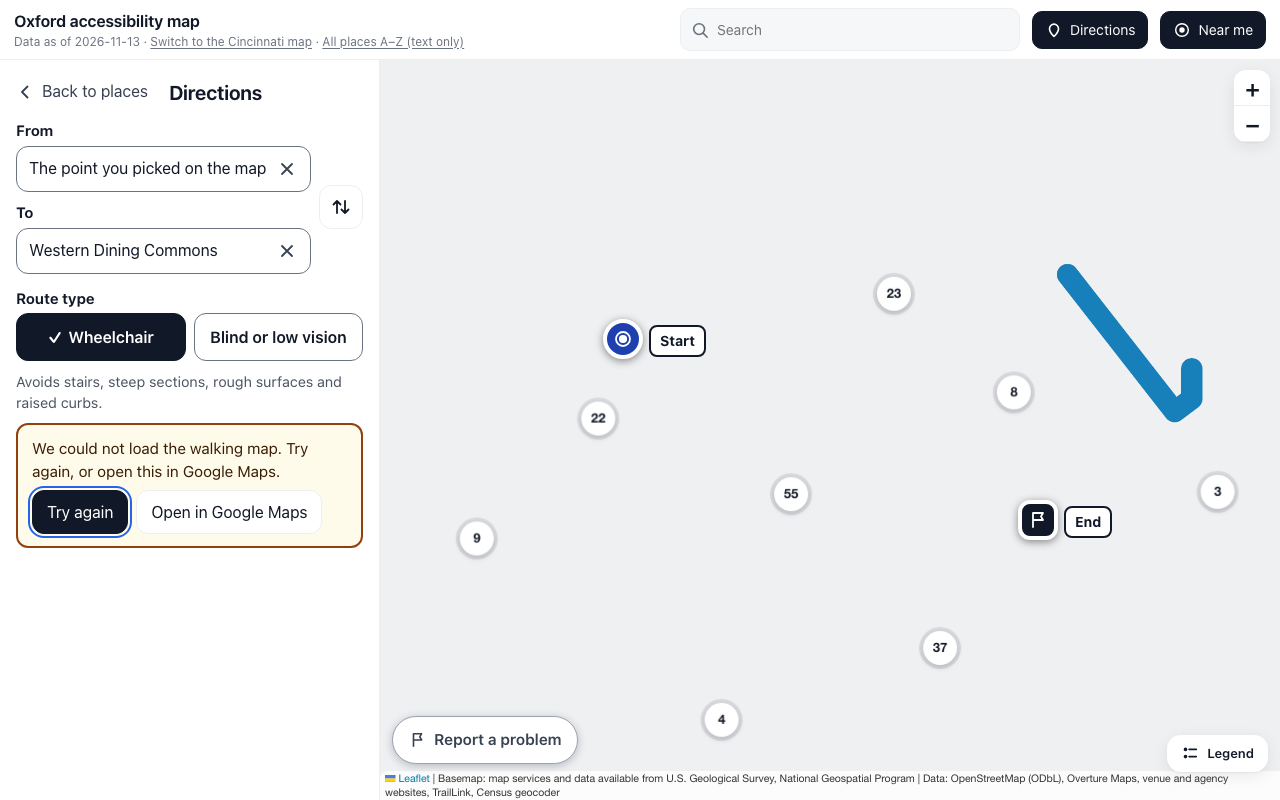 Oxford accessibility map
Data as of 2026-11-13 · Switch to the Cincinnati map · All places A–Z (text only)
Search
Directions
Near me
Back to places
Directions
From
The point you picked on the map
To
Western Dining Commons
Route type
Wheelchair
Blind or low vision
Avoids stairs, steep sections, rough surfaces and
raised curbs.
We could not load the walking map. Try
again, or open this in Google Maps.
Try again
Open in Google Maps
+
−
23
Start
8
22
55
3
End
9
37
4
Report a problem
Legend
Leaflet | Basemap: map services and data available from U.S. Geological Survey, National Geospatial Program | Data: OpenStreetMap (ODbL), Overture Maps, venue and agency
websites, TrailLink, Census geocoder